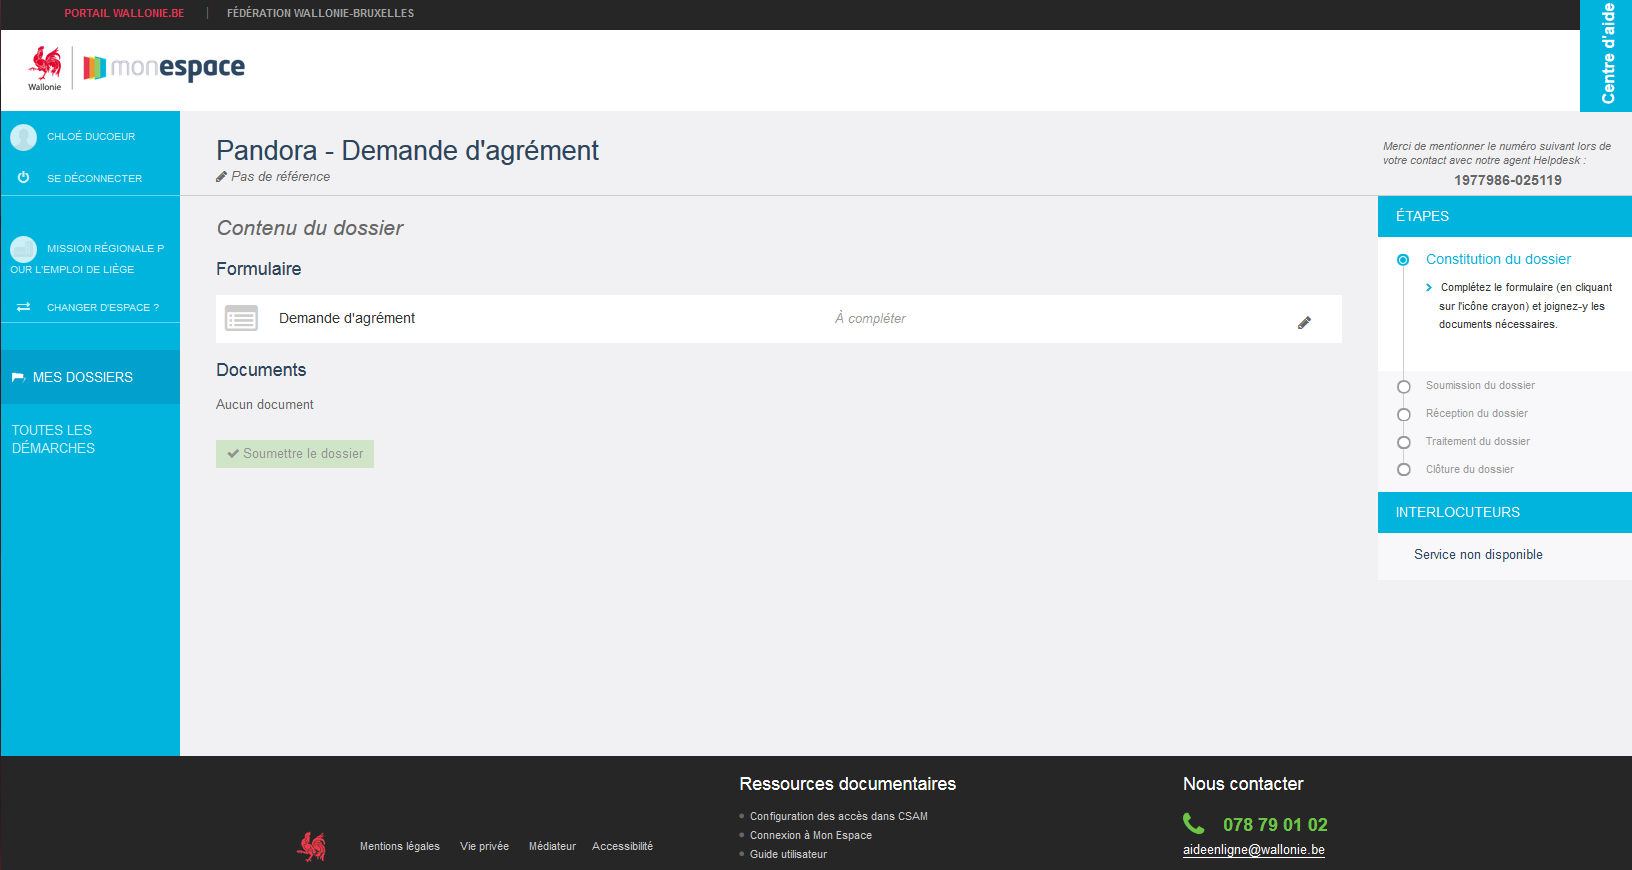 PORTAIL WALLONIE.BE | FÉDÉRATION WALLONIE-BRUXELLES
Centre d'aide
Wallonie
monespace
CHLOÉ DUCOEUR
SE DÉCONNECTER
MISSION RÉGIONALE P
OUR L'EMPLOI DE LIÈGE
CHANGER D'ESPACE ?
MES DOSSIERS
TOUTES LES
DÉMARCHES
Pandora - Demande d'agrément
Pas de référence
Merci de mentionner le numéro suivant lors de
votre contact avec notre agent Helpdesk :
1977986-025119
Contenu du dossier
Formulaire
Demande d'agrément
À compléter
Documents
Aucun document
Soumettre le dossier
ÉTAPES
Constitution du dossier
Complétez le formulaire (en cliquant
sur l'icône crayon) et joignez-y les
documents nécessaires.
Soumission du dossier
Réception du dossier
Traitement du dossier
Clôture du dossier
INTERLOCUTEURS
Service non disponible
Mentions légales
Vie privée
Médiateur
Accessibilité
Ressources documentaires
Configuration des accès dans CSAM
Connexion à Mon Espace
Guide utilisateur
Nous contacter
078 79 01 02
aideenligne@wallonie.be